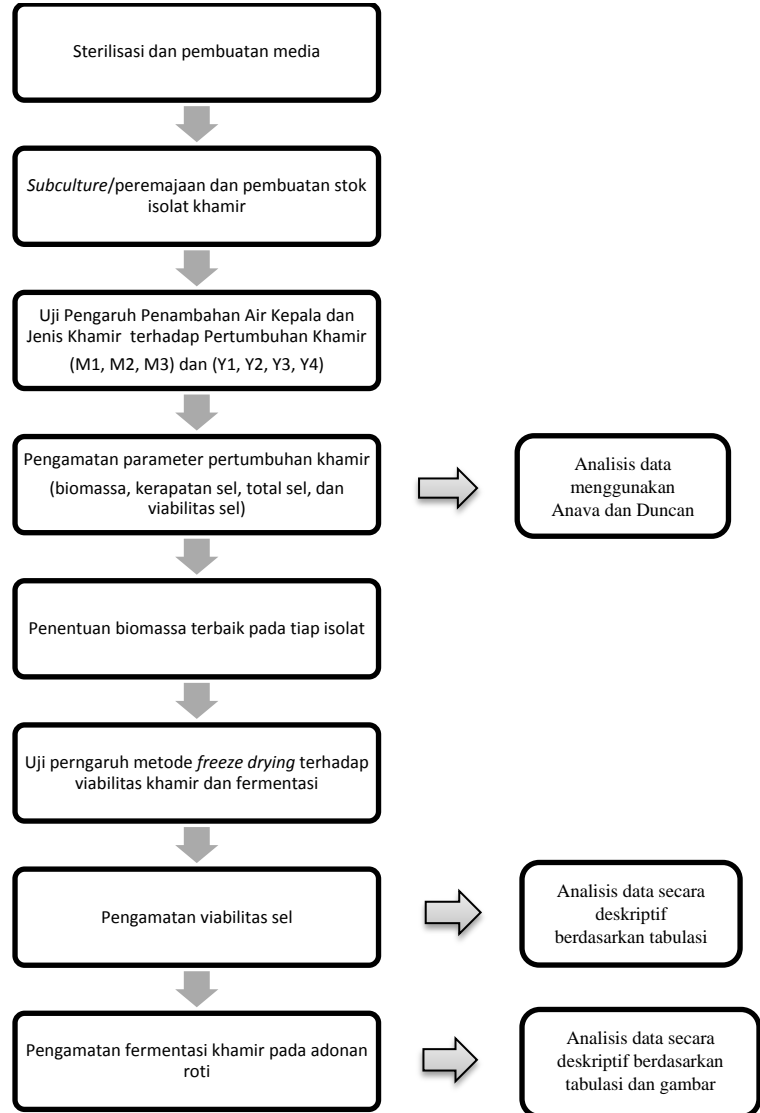 Sterilisasi dan pembuatan media
Subculture/peremajaan dan pembuatan stok
isolat khamir
Uji Pengaruh Penambahan Air Kepala dan
Jenis Khamir terhadap Pertumbuhan Khamir
(M1, M2, M3) dan (Y1, Y2, Y3, Y4)
Pengamatan parameter pertumbuhan khamir
(biomassa, kerapatan sel, total sel, dan
viabilitas sel)
Analisis data
menggunakan
Anava dan Duncan
Penentuan biomassa terbaik pada tiap isolat
Uji perngaruh metode freeze drying terhadap
viabilitas khamir dan fermentasi
Pengamatan viabilitas sel
Analisis data secara
deskriptif
berdasarkan tabulasi
Pengamatan fermentasi khamir pada adonan
roti
Analisis data secara
deskriptif berdasarkan
tabulasi dan gambar